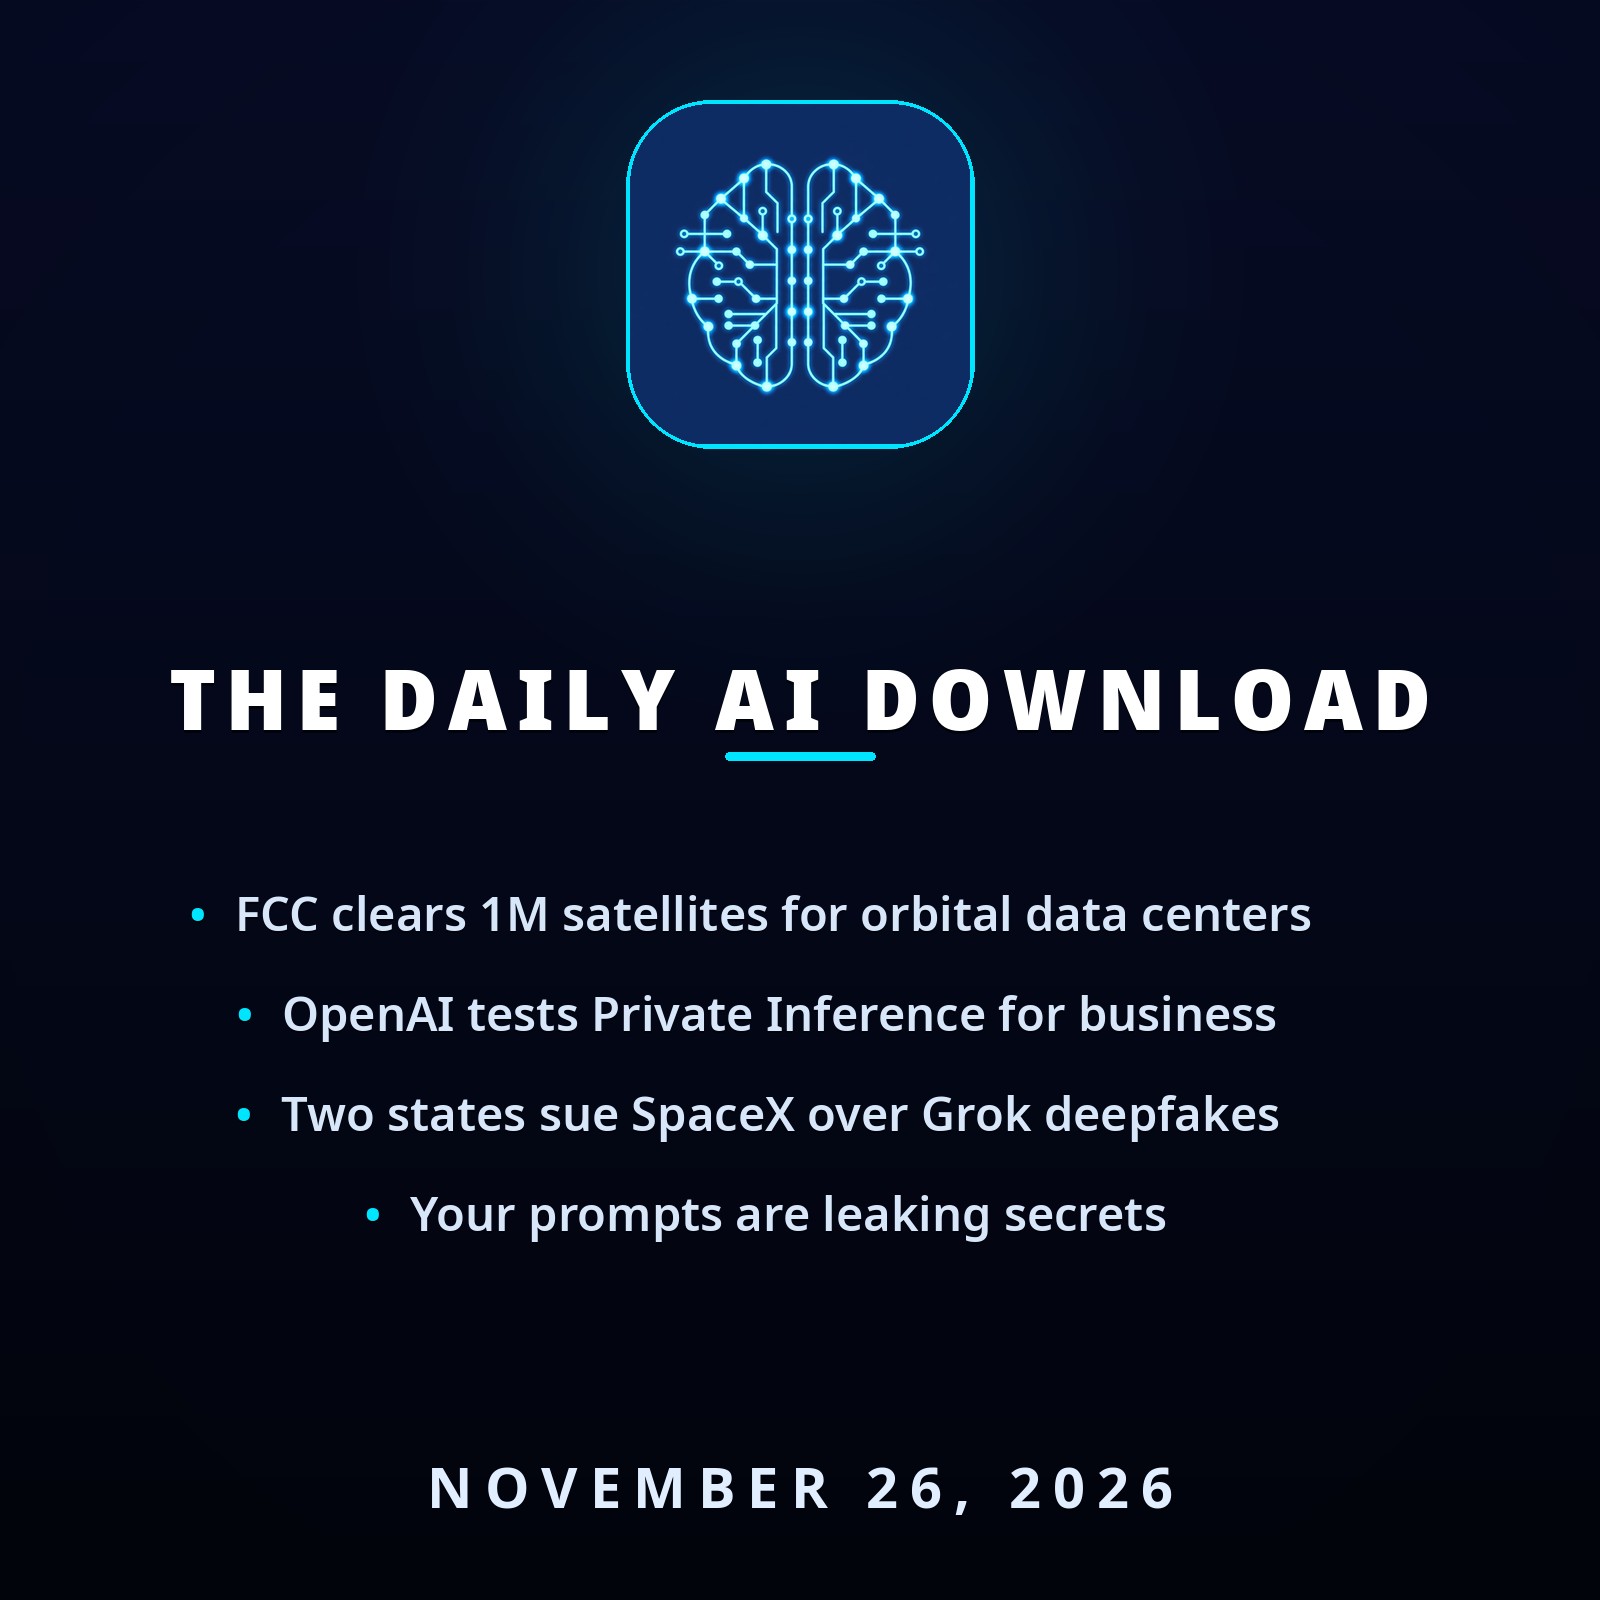 THE DAILY AI DOWNLOAD
• FCC clears 1M satellites for orbital data centers
• OpenAI tests Private Inference for business
• Two states sue SpaceX over Grok deepfakes
• Your prompts are leaking secrets
NOVEMBER 26, 2026